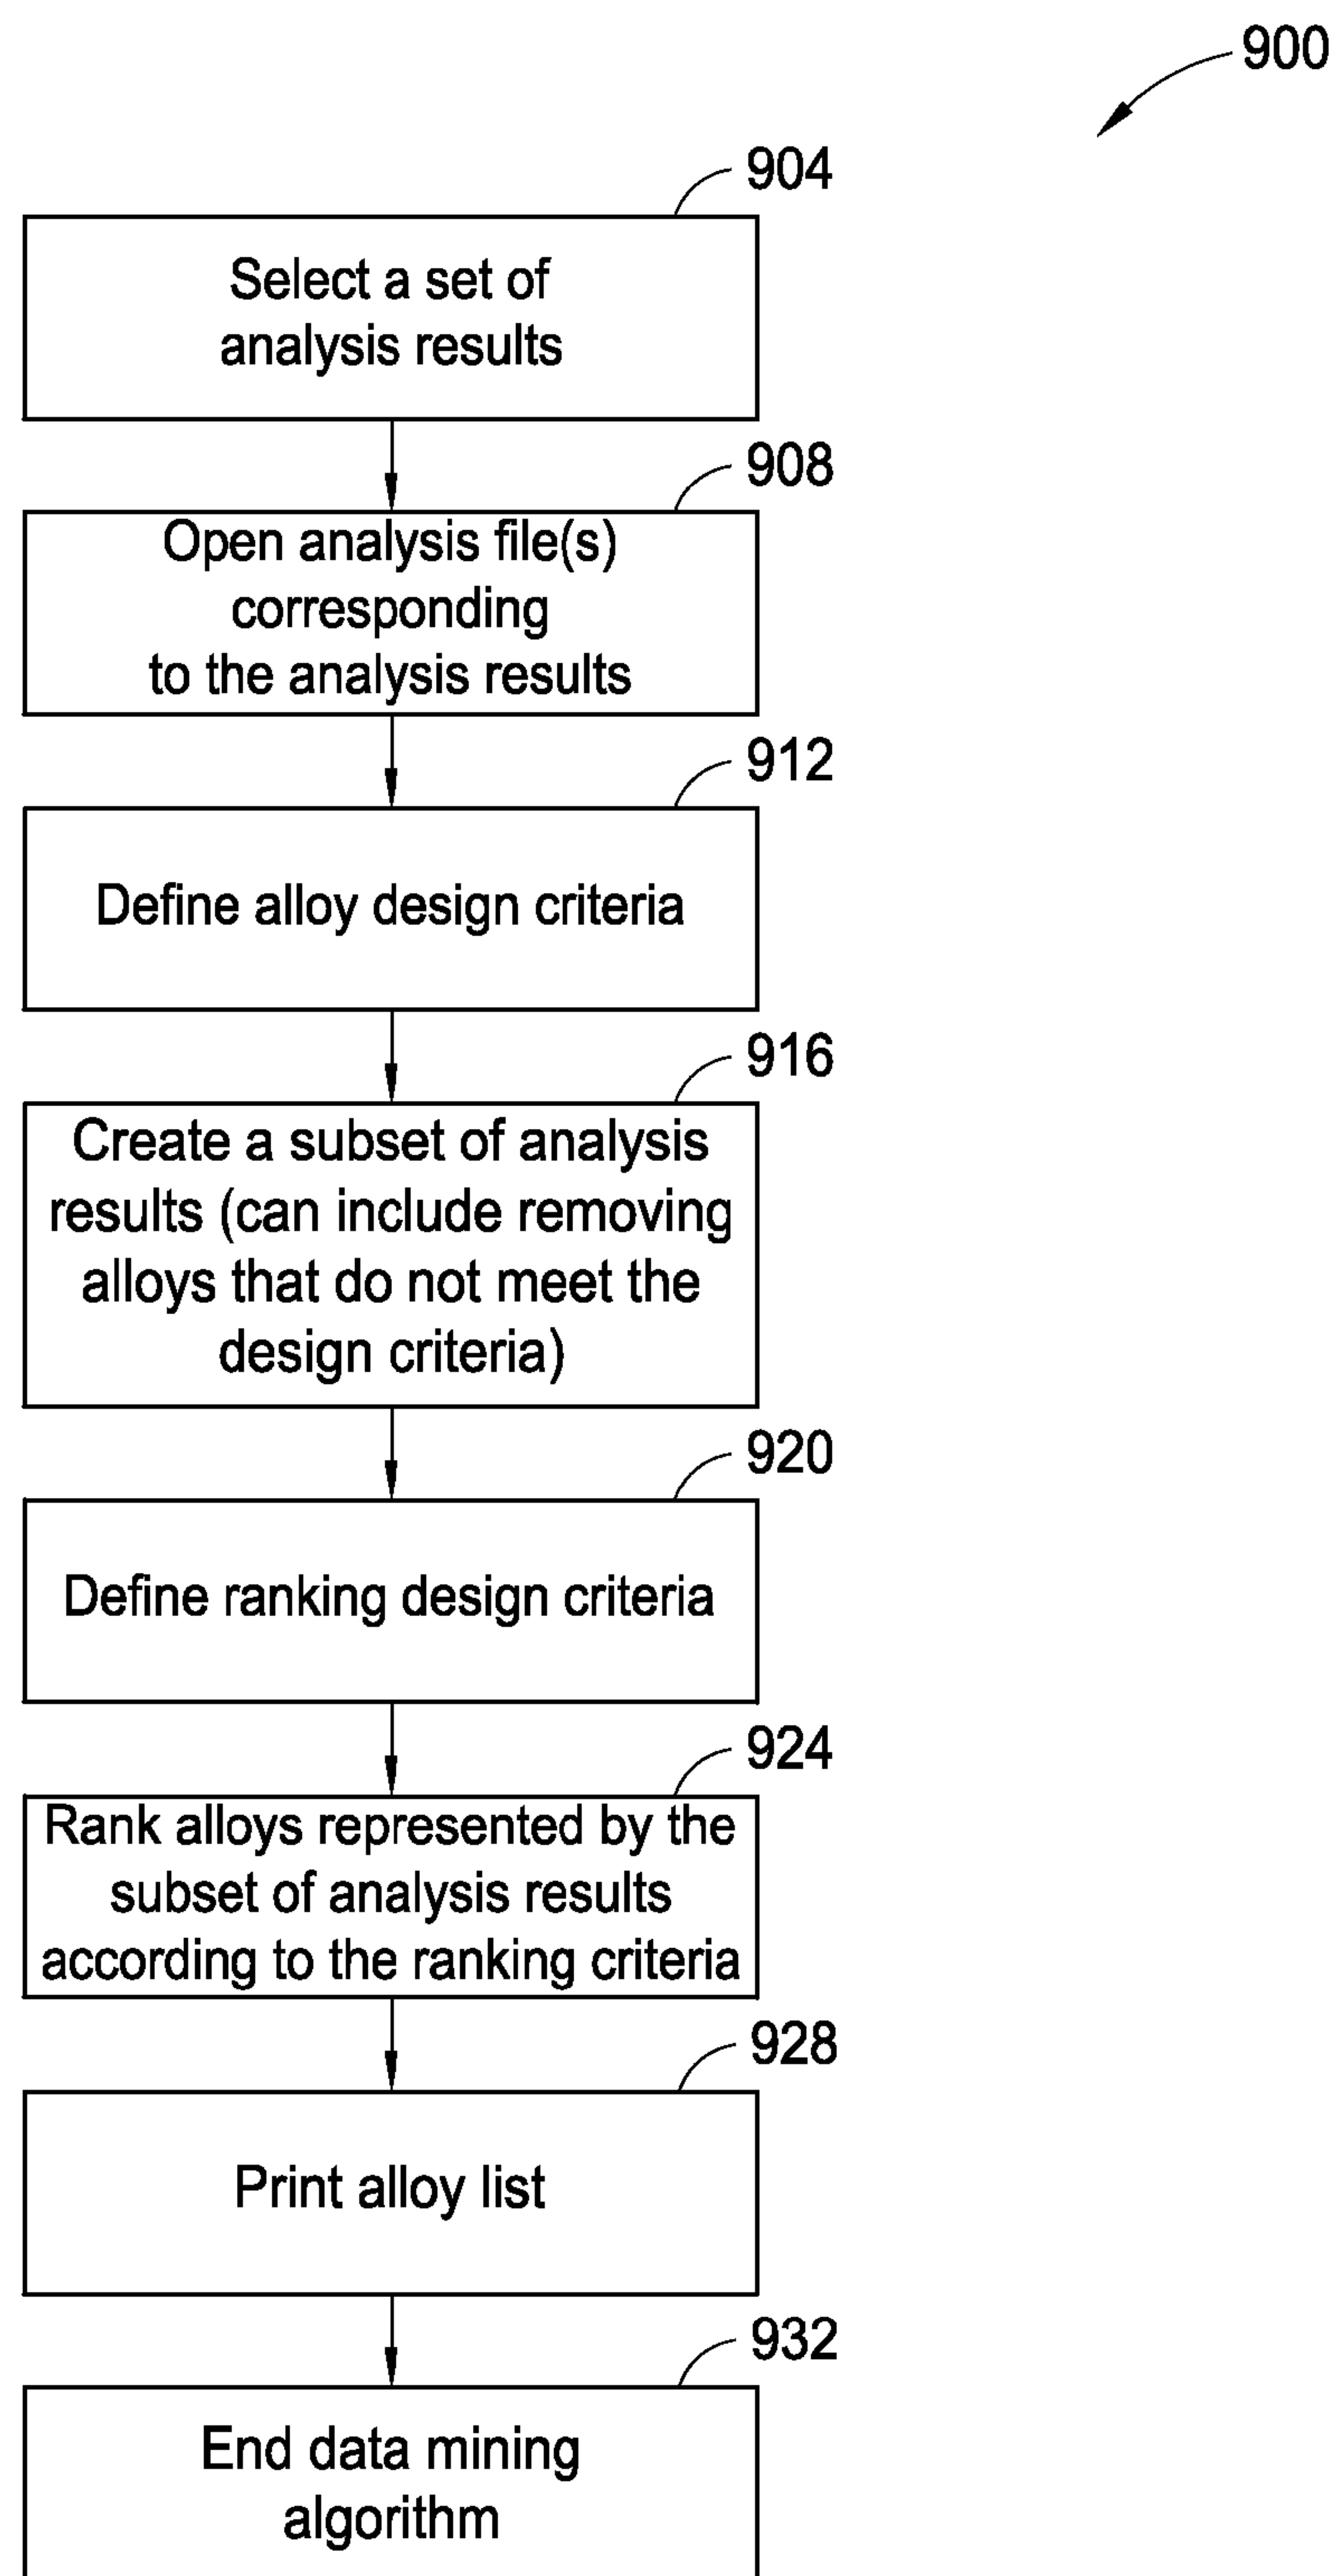 900
904
Select a set of
analysis results
908
Open analysis file(s)
corresponding
to the analysis results
912
Define alloy design criteria
916
Create a subset of analysis
results (can include removing
alloys that do not meet the
design criteria)
920
Define ranking design criteria
924
Rank alloys represented by the
subset of analysis results
according to the ranking criteria
928
Print alloy list
932
End data mining
algorithm